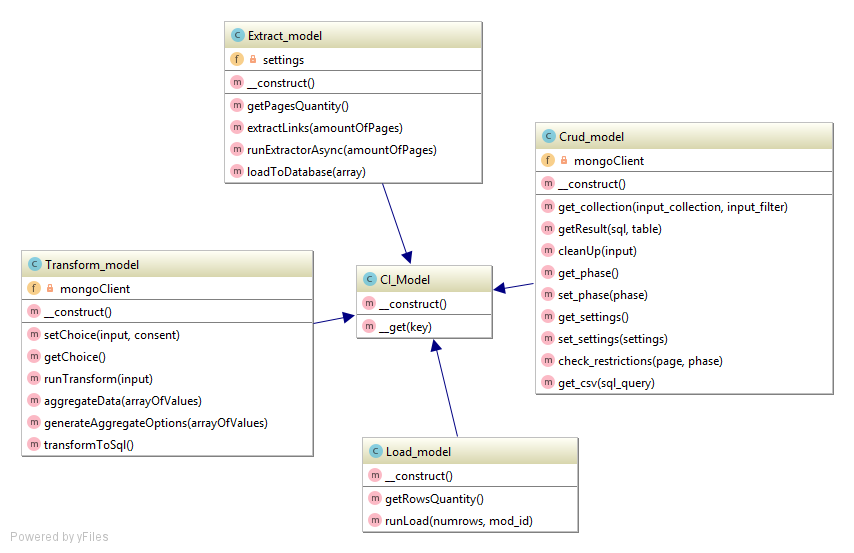 C Extract_model
f settings
m __construct()
m getPagesQuantity()
m extractLinks(amountOfPages)
m runExtractorAsync(amountOfPages)
m loadToDatabase(array)
C Crud_model
f mongoClient
m __construct()
m get_collection(input_collection, input_filter)
m getResult(sql, table)
m cleanUp(input)
m get_phase()
m set_phase(phase)
m get_settings()
m set_settings(settings)
m check_restrictions(page, phase)
m get_csv(sql_query)
C Transform_model
f mongoClient
m __construct()
m setChoice(input, consent)
m getChoice()
m runTransform(input)
m aggregateData(arrayOfValues)
m generateAggregateOptions(arrayOfValues)
m transformToSql()
C CI_Model
m __construct()
m __get(key)
C Load_model
m __construct()
m getRowsQuantity()
m runLoad(numrows, mod_id)
Powered by yFiles